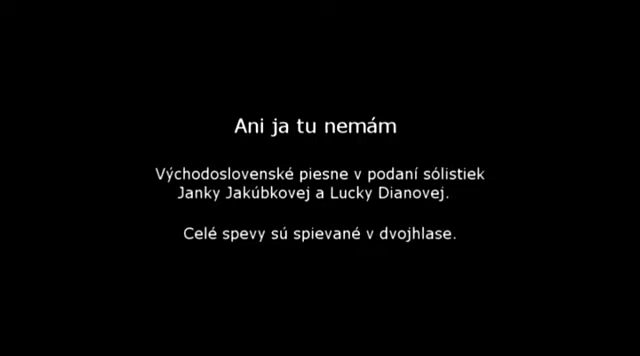 Ani ja tu nemám
Východoslovenské piesne v podaní sólistiek
Janky Jakúbkovej a Lucky Dianovej.
Celé spevy sú spievané v dvojhlase.